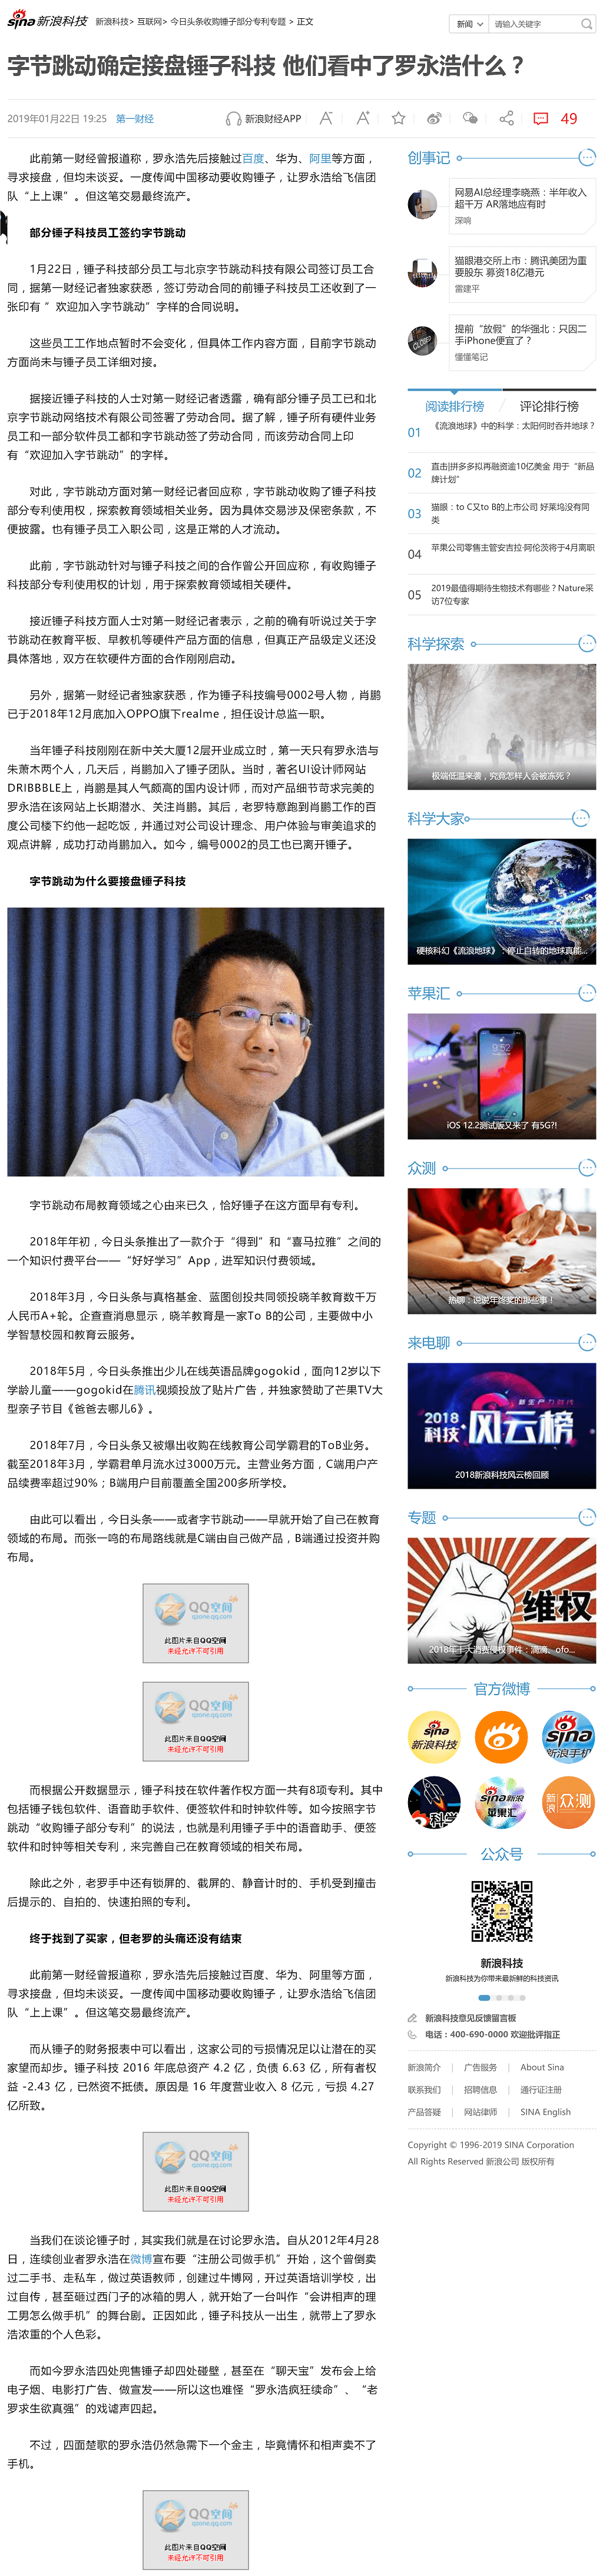 sina新浪科技
新浪科技> 互联网> 今日头条收购锤子部分专利专题 > 正文
新闻
请输入关键字
字节跳动确定接盘锤子科技 他们看中了罗永浩什么？
2019年01月22日 19:25 第一财经
新浪财经APP
49
此前第一财经曾报道称，罗永浩先后接触过百度、华为、阿里等方面，
寻求接盘，但均未谈妥。一度传闻中国移动要收购锤子，让罗永浩给飞信团
队“上上课”。但这笔交易最终流产。
部分锤子科技员工签约字节跳动
1月22日，锤子科技部分员工与北京字节跳动科技有限公司签订员工合
同，据第一财经记者独家获悉，签订劳动合同的前锤子科技员工还收到了一
张印有 “欢迎加入字节跳动”字样的合同说明。
这些员工工作地点暂时不会变化，但具体工作内容方面，目前字节跳动
方面尚未与锤子员工详细对接。
据接近锤子科技的人士对第一财经记者透露，确有部分锤子员工已和北
京字节跳动网络技术有限公司签署了劳动合同。据了解，锤子所有硬件业务
员工和一部分软件员工都和字节跳动签了劳动合同，而该劳动合同上印
有“欢迎加入字节跳动”的字样。
对此，字节跳动方面对第一财经记者回应称，字节跳动收购了锤子科技
部分专利使用权，探索教育领域相关业务。因为具体交易涉及保密条款，不
便披露。也有锤子员工入职公司，这是正常的人才流动。
此前，字节跳动针对与锤子科技之间的合作曾公开回应称，有收购锤子
科技部分专利使用权的计划，用于探索教育领域相关硬件。
接近锤子科技方面人士对第一财经记者表示，之前的确有听说过关于字
节跳动在教育平板、早教机等硬件产品方面的信息，但真正产品级定义还没
具体落地，双方在软硬件方面的合作刚刚启动。
另外，据第一财经记者独家获悉，作为锤子科技编号0002号人物，肖鹏
已于2018年12月底加入OPPO旗下realme，担任设计总监一职。
当年锤子科技刚刚在新中关大厦12层开业成立时，第一天只有罗永浩与
朱萧木两个人，几天后，肖鹏加入了锤子团队。当时，著名UI设计师网站
DRIBBBLE上，肖鹏是其人气颇高的国内设计师，而对产品细节苛求完美的
罗永浩在该网站上长期潜水、关注肖鹏。其后，老罗特意跑到肖鹏工作的百
度公司楼下约他一起吃饭，并通过对公司设计理念、用户体验与审美追求的
观点讲解，成功打动肖鹏加入。如今，编号0002的员工也已离开锤子。
字节跳动为什么要接盘锤子科技
字节跳动布局教育领域之心由来已久，恰好锤子在这方面早有专利。
2018年年初，今日头条推出了一款介于“得到”和“喜马拉雅”之间的
一个知识付费平台——“好好学习”App，进军知识付费领域。
2018年3月，今日头条与真格基金、蓝图创投共同领投晓羊教育数千万
人民币A+轮。企查查消息显示，晓羊教育是一家To B的公司，主要做中小
学智慧校园和教育云服务。
2018年5月，今日头条推出少儿在线英语品牌gogokid，面向12岁以下
学龄儿童——gogokid在腾讯视频投放了贴片广告，并独家赞助了芒果TV大
型亲子节目《爸爸去哪儿6》。
2018年7月，今日头条又被爆出收购在线教育公司学霸君的ToB业务。
截至2018年3月，学霸君单月流水过3000万元。主营业务方面，C端用户产
品续费率超过90%；B端用户目前覆盖全国200多所学校。
由此可以看出，今日头条——或者字节跳动——早就开始了自己在教育
领域的布局。而张一鸣的布局路线就是C端由自己做产品，B端通过投资并购
布局。
QQ空间
qzone.qq.com
此图片来自QQ空间
未经允许不可引用
QQ空间
qzone.qq.com
此图片来自QQ空间
未经允许不可引用
而根据公开数据显示，锤子科技在软件著作权方面一共有8项专利。其中
包括锤子钱包软件、语音助手软件、便签软件和时钟软件等。如今按照字节
跳动“收购锤子部分专利”的说法，也就是利用锤子手中的语音助手、便签
软件和时钟等相关专利，来完善自己在教育领域的相关布局。
除此之外，老罗手中还有锁屏的、截屏的、静音计时的、手机受到撞击
后提示的、自拍的、快速拍照的专利。
终于找到了买家，但老罗的头痛还没有结束
此前第一财经曾报道称，罗永浩先后接触过百度、华为、阿里等方面，
寻求接盘，但均未谈妥。一度传闻中国移动要收购锤子，让罗永浩给飞信团
队“上上课”。但这笔交易最终流产。
而从锤子的财务报表中可以看出，这家公司的亏损情况足以让潜在的买
家望而却步。锤子科技 2016 年底总资产 4.2 亿，负债 6.63 亿，所有者权
益 -2.43 亿，已然资不抵债。原因是 16 年度营业收入 8 亿元，亏损 4.27
亿所致。
QQ空间
qzone.qq.com
此图片来自QQ空间
未经允许不可引用
当我们在谈论锤子时，其实我们就是在讨论罗永浩。自从2012年4月28
日，连续创业者罗永浩在微博宣布要“注册公司做手机”开始，这个曾倒卖
过二手书、走私车，做过英语教师，创建过牛博网，开过英语培训学校，出
过自传，甚至砸过西门子的冰箱的男人，就开始了一台叫作“会讲相声的理
工男怎么做手机”的舞台剧。正因如此，锤子科技从一出生，就带上了罗永
浩浓重的个人色彩。
而如今罗永浩四处兜售锤子却四处碰壁，甚至在“聊天宝”发布会上给
电子烟、电影打广告、做宣发——所以这也难怪“罗永浩疯狂续命”、“老
罗求生欲真强”的戏谑声四起。
不过，四面楚歌的罗永浩仍然急需下一个金主，毕竟情怀和相声卖不了
手机。
QQ空间
qzone.qq.com
此图片来自QQ空间
未经允许不可引用
创事记
网易AI总经理李晓燕：半年收入
超千万 AR落地应有时
深响
猫眼港交所上市：腾讯美团为重
要股东 募资18亿港元
雷建平
提前“放假”的华强北：只因二
手iPhone便宜了？
懂懂笔记
阅读排行榜 / 评论排行榜
01 《流浪地球》中的科学：太阳何时吞并地球？
02 直击|拼多多拟再融资逾10亿美金 用于“新品
牌计划”
03 猫眼：to C又to B的上市公司 好莱坞没有同
类
04 苹果公司零售主管安吉拉·阿伦茨将于4月离职
05 2019最值得期待生物技术有哪些？Nature采
访7位专家
科学探索
极端低温来袭，究竟怎样人会被冻死？
科学大家
硬核科幻《流浪地球》：停止自转的地球真能...
苹果汇
9:52
iOS 12.2测试版又来了 有5G?!
众测
热聊：说说年终奖的那些事！
来电聊
新生产力时代
2018
科技
风云榜
2018新浪科技风云榜回顾
专题
维权
2018年十大消费侵权事件：滴滴、ofo...
官方微博
sina
新浪科技
sina
新浪手机
科学
sina新浪
苹果汇
新浪
众测
公众号
新浪科技
新浪科技为你带来最新鲜的科技资讯
新浪科技意见反馈留言板
电话：400-690-0000 欢迎批评指正
新浪简介 | 广告服务 | About Sina
联系我们 | 招聘信息 | 通行证注册
产品答疑 | 网站律师 | SINA English
Copyright © 1996-2019 SINA Corporation
All Rights Reserved 新浪公司 版权所有